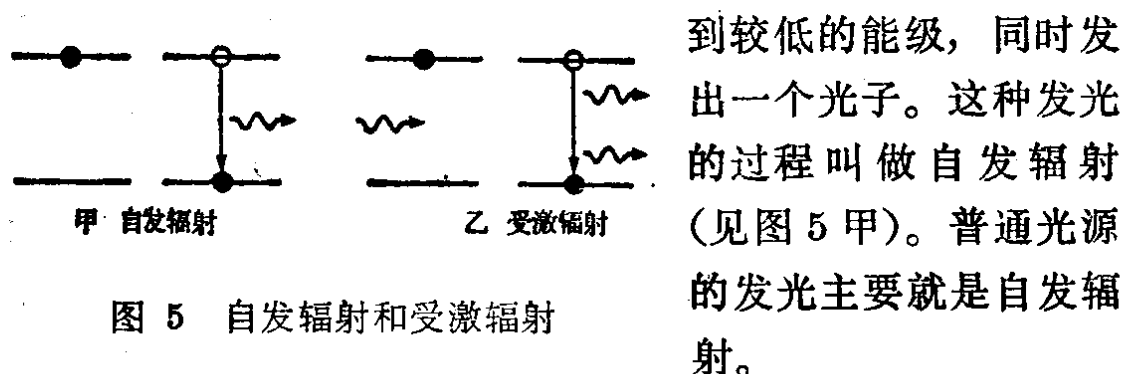 甲 自发辐射
乙 受激辐射
图 5 自发辐射和受激辐射
到较低的能级，同时发
出一个光子。这种发光
的过程叫做自发辐射
(见图 5 甲)。普通光源
的发光主要就是自发辐
射。